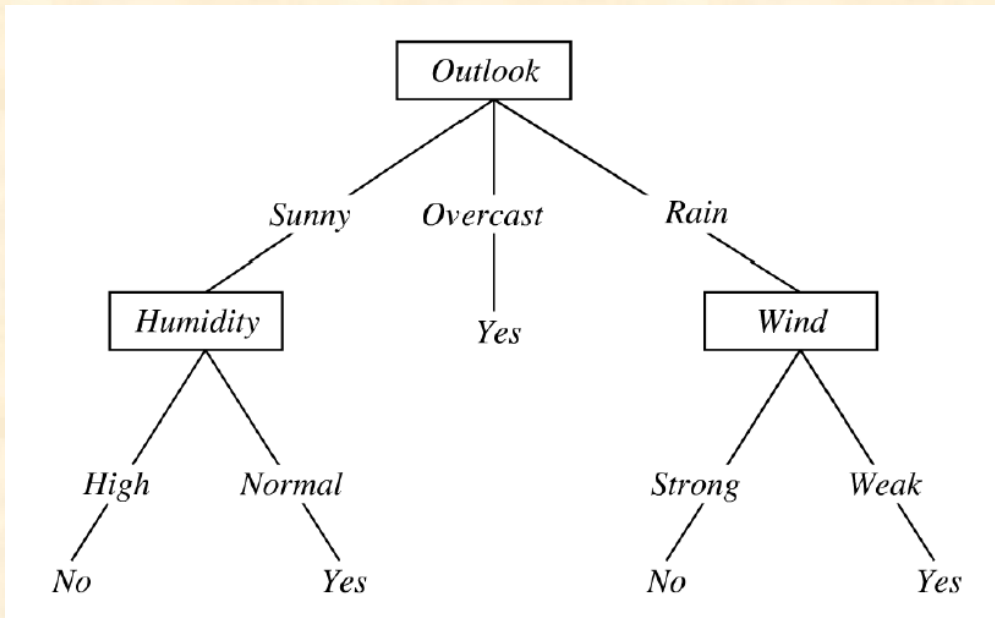 Outlook
Sunny Overcast Rain
Humidity Yes Wind
High Normal Strong Weak
No Yes No Yes